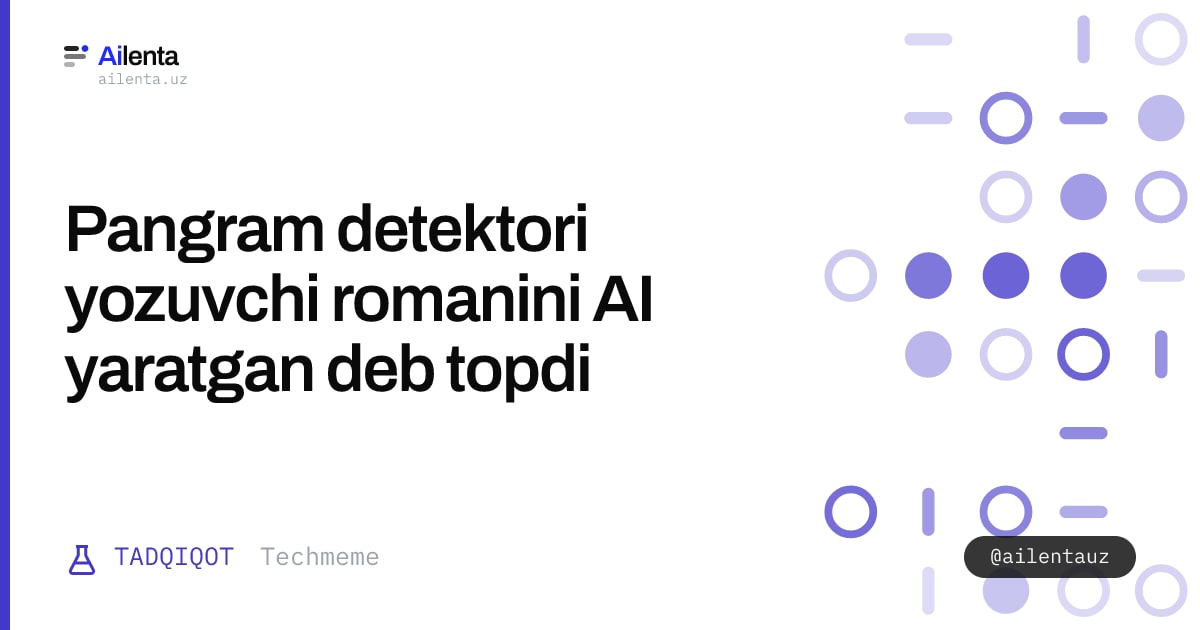 Ailenta
ailenta.uz
Pangram detektori
yozuvchi romanini AI
yaratgan deb topdi
TADQIQOT Techmeme
@ailentauz